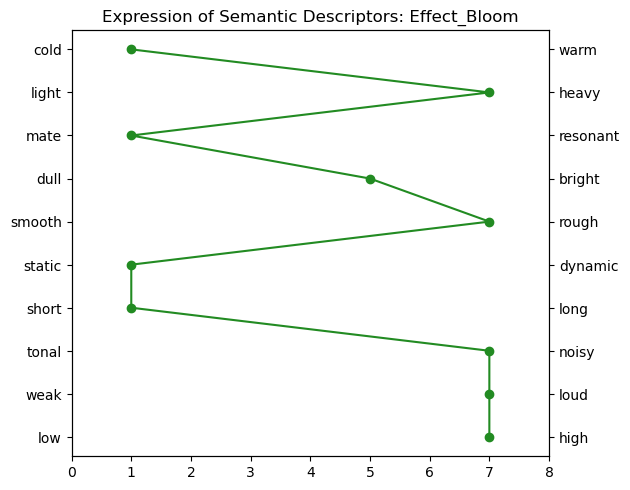 Expression of Semantic Descriptors: Effect_Bloom
cold warm
light heavy
mate resonant
dull bright
smooth rough
static dynamic
short long
tonal noisy
weak loud
low high
0 1 2 3 4 5 6 7 8